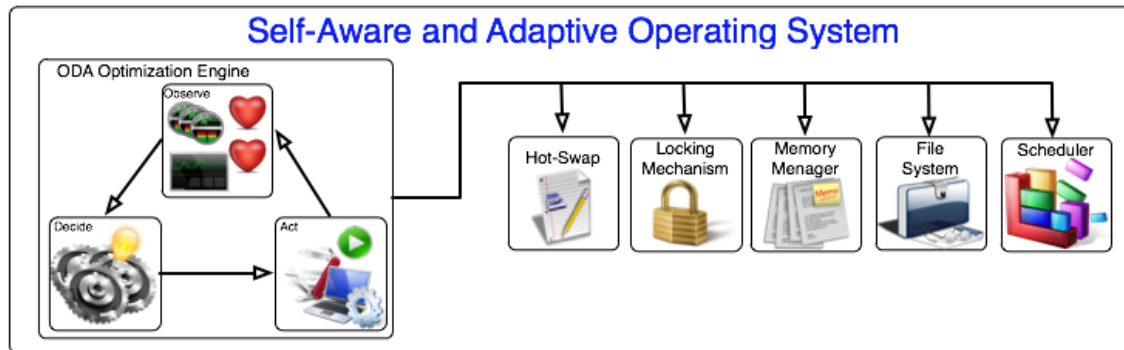 Self-Aware and Adaptive Operating System
ODA Optimization Engine
Observe
Decide
Act
Hot-Swap
Locking
Mechanism
Memory
Menager
Memo
File
System
Scheduler